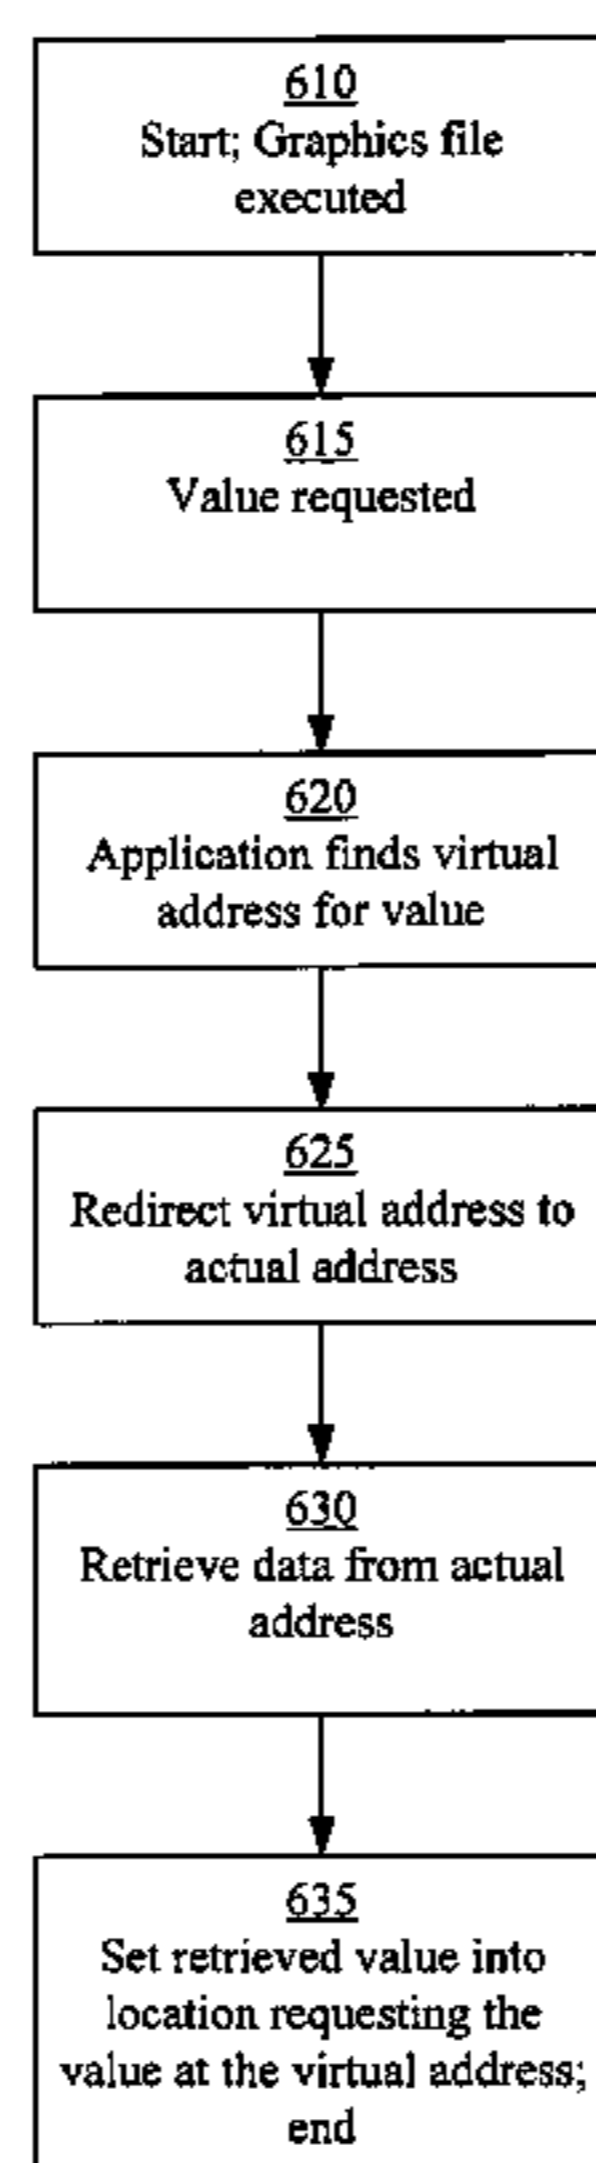 610
Start; Graphics file
executed
615
Value requested
620
Application finds virtual
address for value
625
Redirect virtual address to
actual address
630
Retrieve data from actual
address
635
Set retrieved value into
location requesting the
value at the virtual address;
end